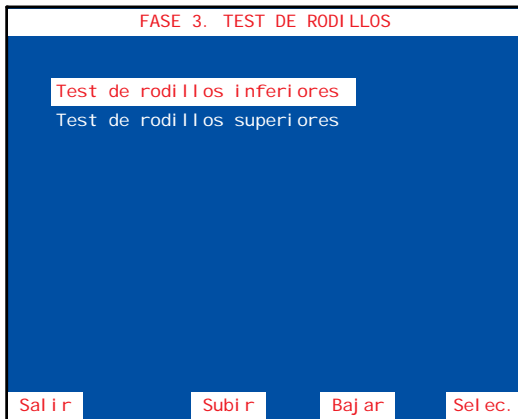 FASE 3. TEST DE RODILLOS
Test de rodillos inferiores
Test de rodillos superiores
Salir Subir Bajar Selec.